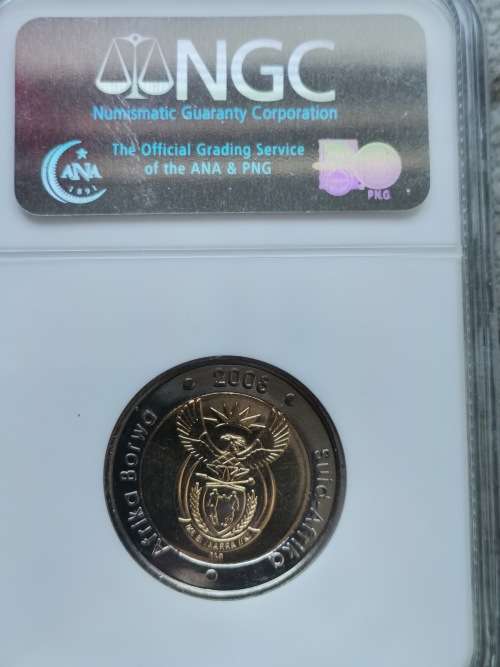 NGC
Numismatic Guaranty Corporation
The Official Grading Service
of the ANA & PNG
ANA
1891
PNG
2006
Afrika Borwa
Suid-Afrika